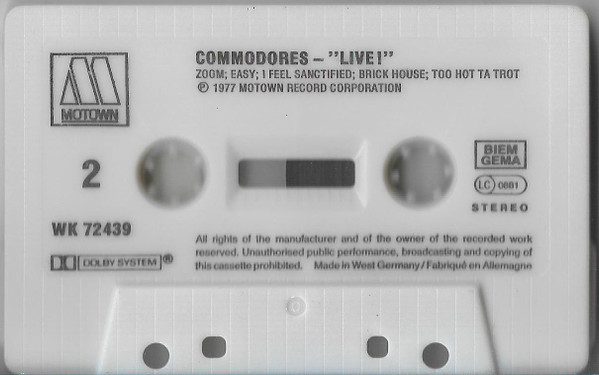 COMMODORES – "LIVE!"
ZOOM; EASY; I FEEL SANCTIFIED; BRICK HOUSE; TOO HOT TA TROT
℗ 1977 MOTOWN RECORD CORPORATION
MOTOWN
2
BIEM
GEMA
LC 0881
STEREO
WK 72439
DOLBY SYSTEM ®
All rights of the manufacturer and of the owner of the recorded work
reserved. Unauthorised public performance, broadcasting and copying of
this cassette prohibited. Made in West Germany/Fabriqué en Allemagne